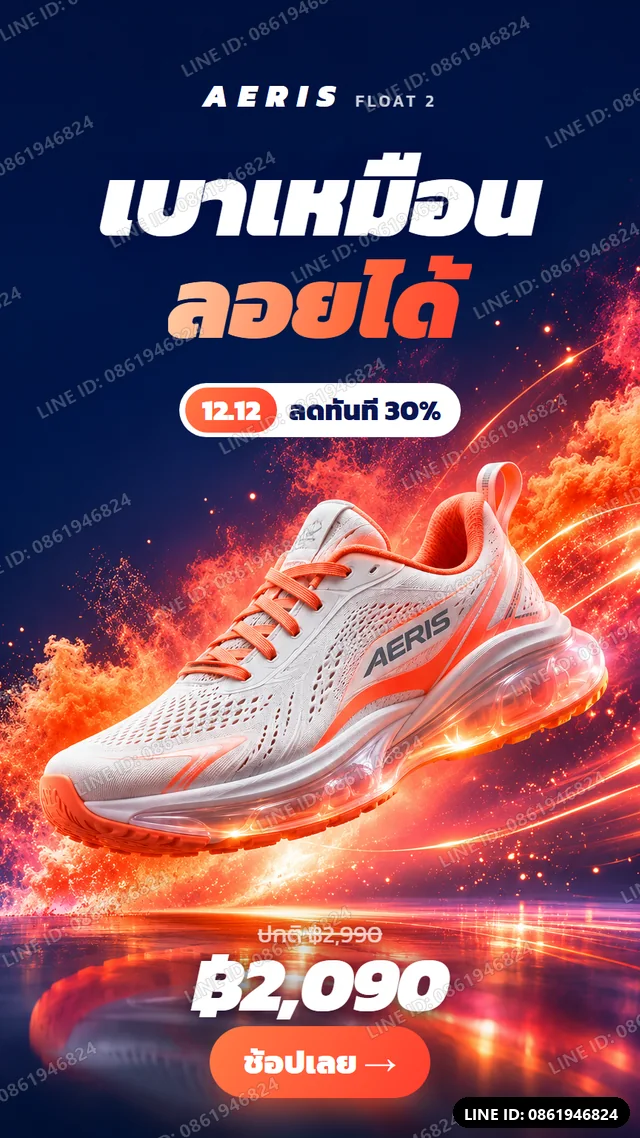 AERIS FLOAT 2
เบาเหมือน
ลอยได้
12.12 ลดทันที 30%
AERIS
ปกติ ฿2,990
฿2,090
ช้อปเลย →
LINE ID: 0861946824